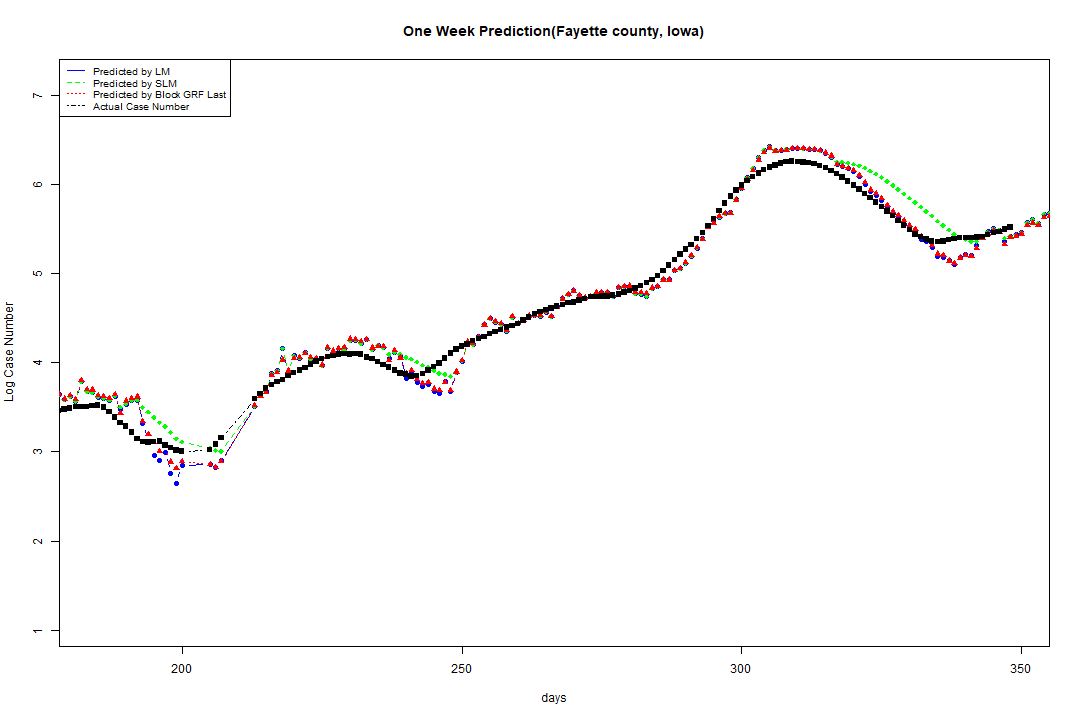 One Week Prediction(Fayette county, Iowa)
Predicted by LM
Predicted by SLM
Predicted by Block GRF Last
Actual Case Number
7
6
5
4
3
2
1
Log Case Number
200
250
300
350
days